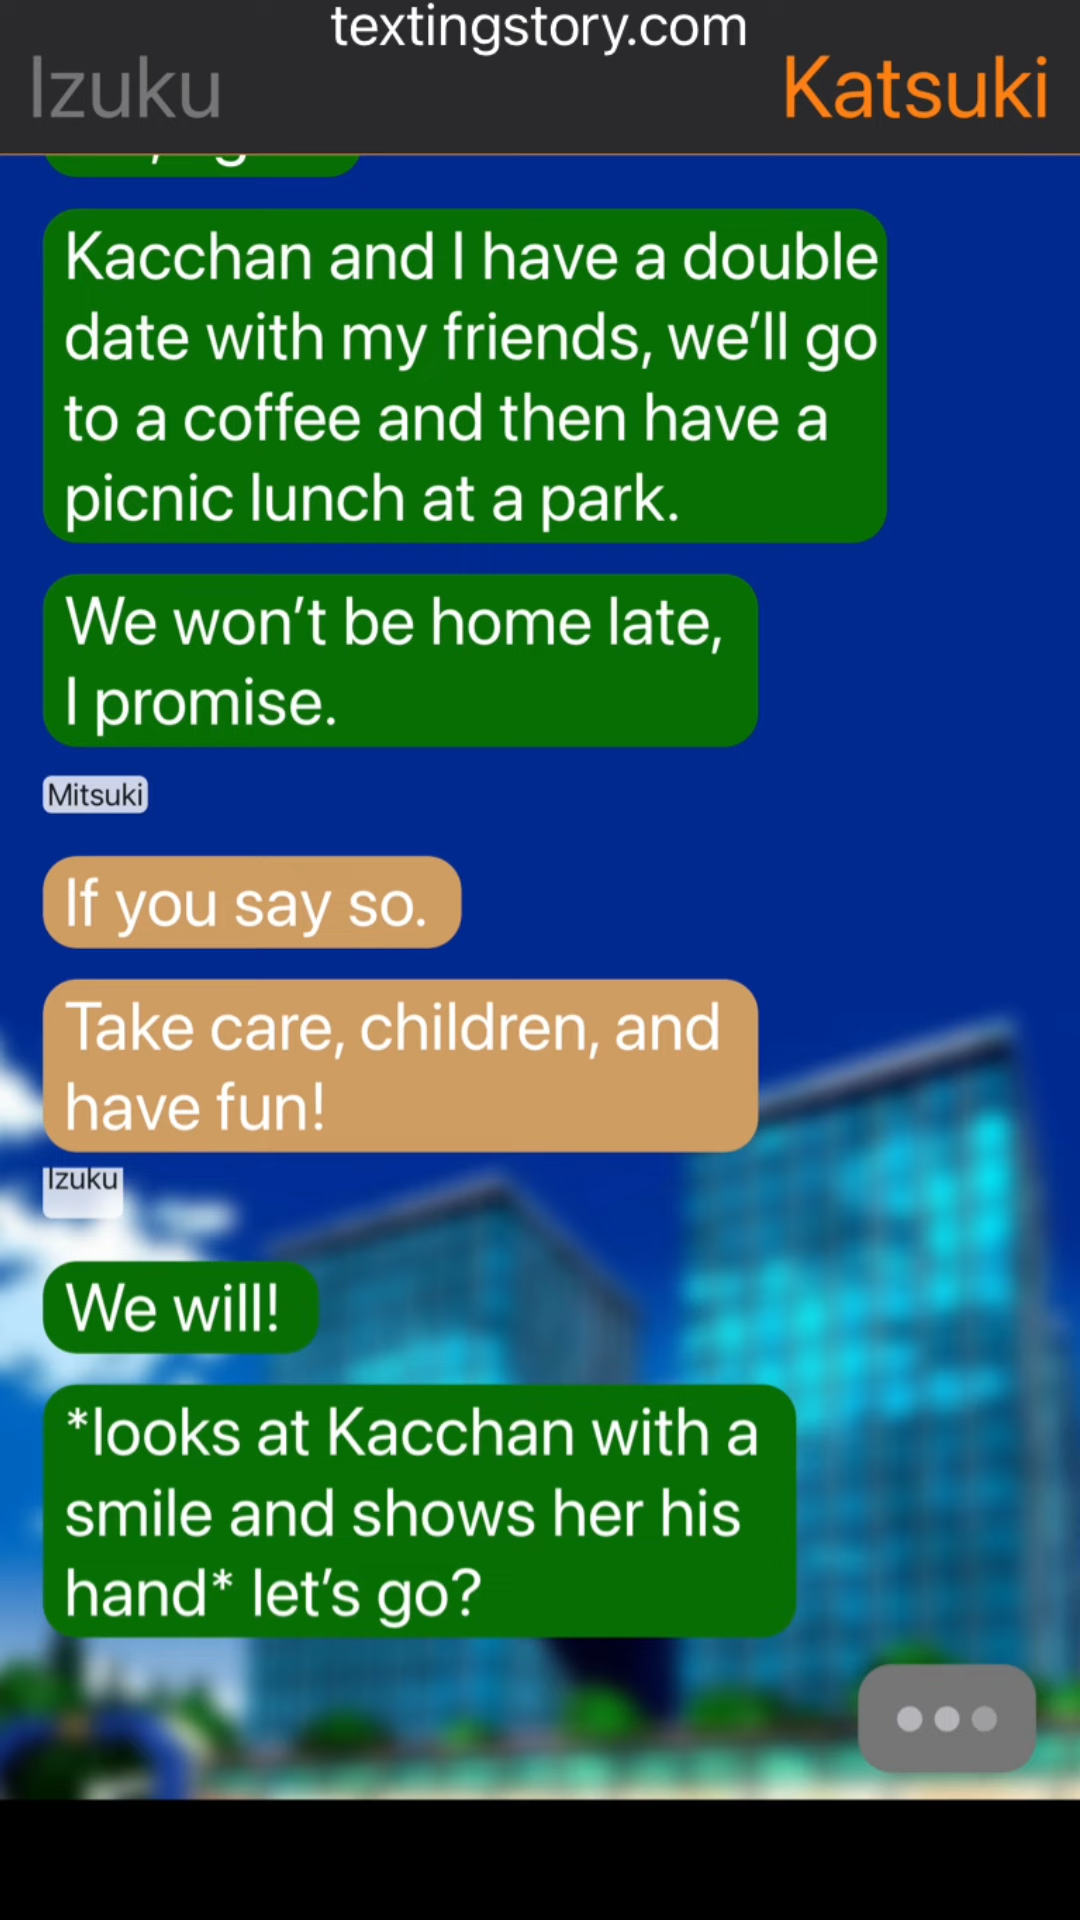 textingstory.com
Izuku
Katsuki
Kacchan and I have a double
date with my friends, we’ll go
to a coffee and then have a
picnic lunch at a park.
We won’t be home late,
I promise.
Mitsuki
If you say so.
Take care, children, and
have fun!
Izuku
We will!
*looks at Kacchan with a
smile and shows her his
hand* let’s go?